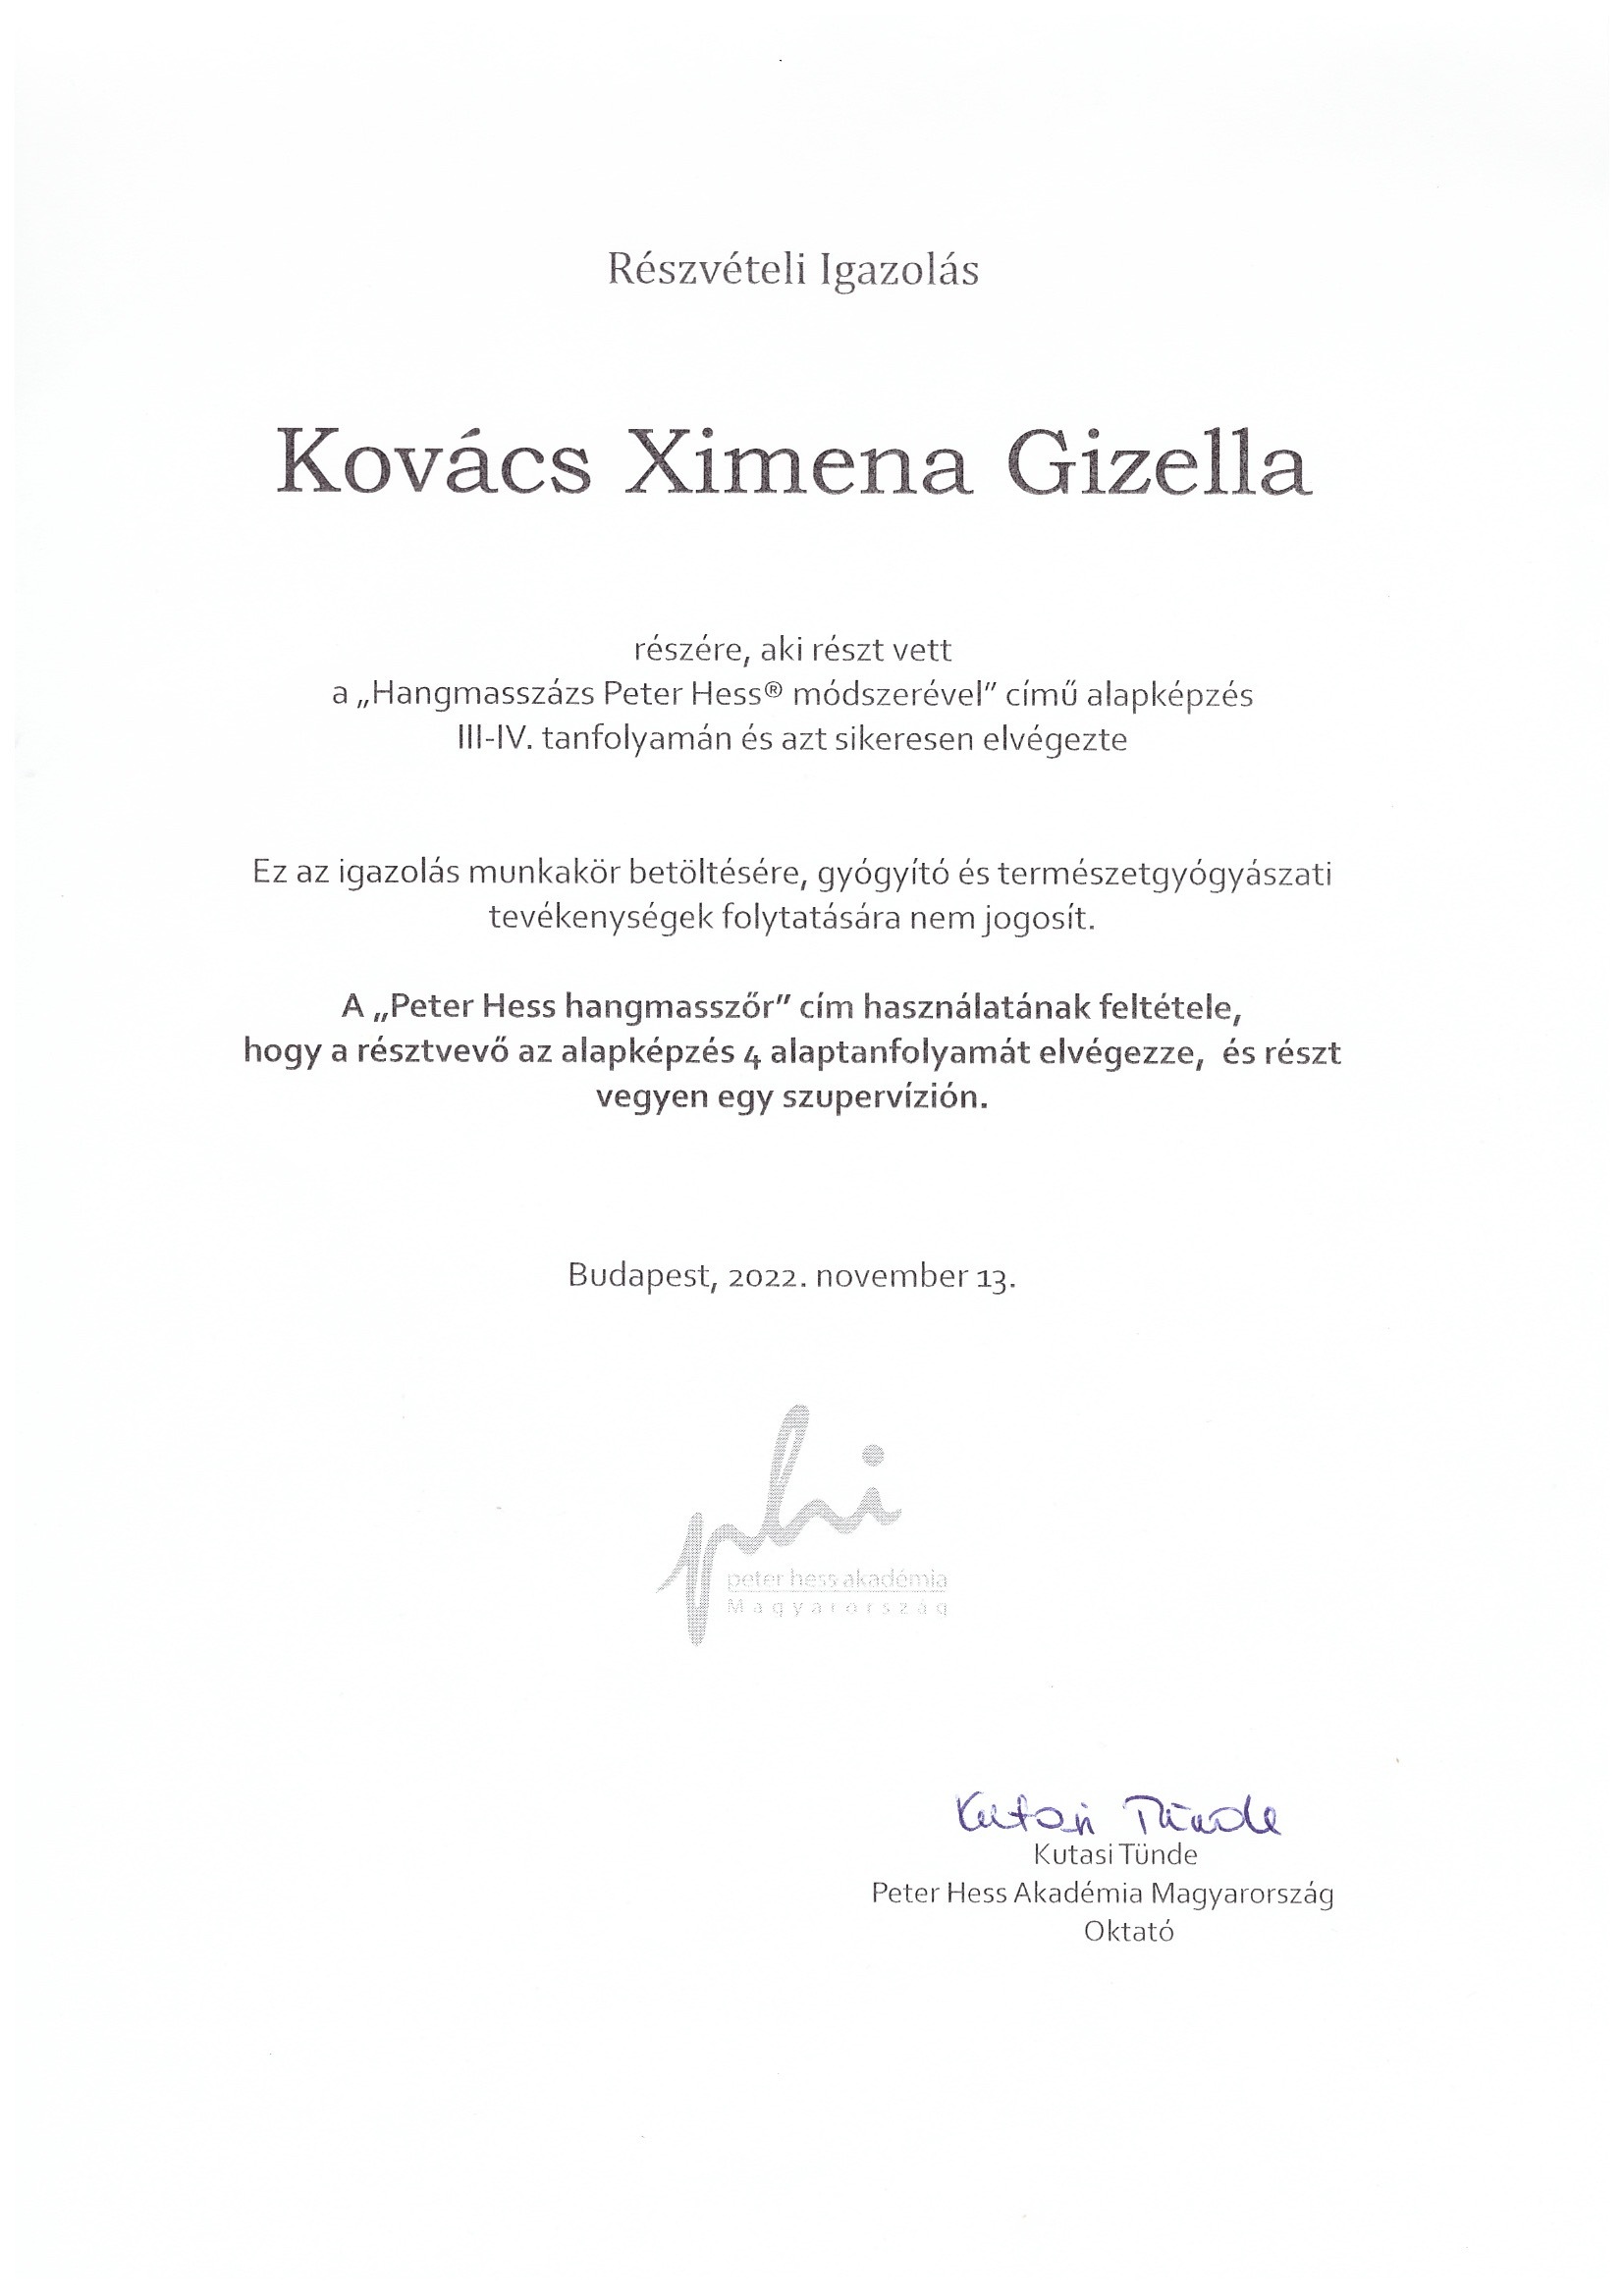 Részvételi Igazolás
Kovács Ximena Gizella
részére, aki részt vett
a „Hangmasszázs Peter Hess® módszerével” című alapképzés
III-IV. tanfolyamán és azt sikeresen elvégezte
Ez az igazolás munkakör betöltésére, gyógyító és természetgyógyászati
tevékenységek folytatására nem jogosít.
A „Peter Hess hangmasszőr” cím használatának feltétele,
hogy a résztvevő az alapképzés 4 alaptanfolyamát elvégezze, és részt
vegyen egy szupervízión.
Budapest, 2022. november 13.
phi
peter hess akadémia
Magyarország
Kutasi Tünde
Kutasi Tünde
Peter Hess Akadémia Magyarország
Oktató